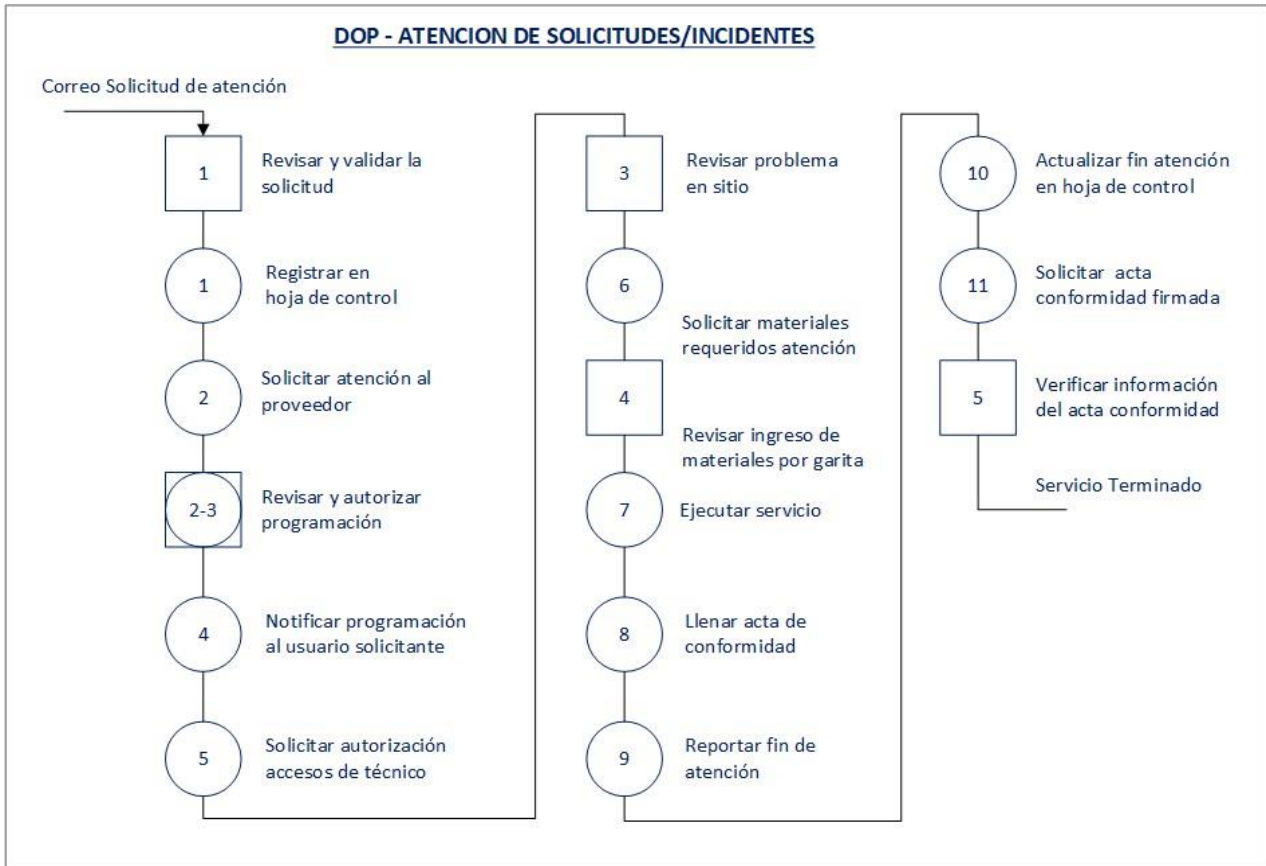 DOP - ATENCION DE SOLICITUDES/INCIDENTES
Correo Solicitud de atención
1
Revisar y validar la
solicitud
1
Registrar en
hoja de control
2
Solicitar atención al
proveedor
2-3
Revisar y autorizar
programación
4
Notificar programación
al usuario solicitante
5
Solicitar autorización
accesos de técnico
3
Revisar problema
en sitio
6
Solicitar materiales
requeridos atención
4
Revisar ingreso de
materiales por garita
7
Ejecutar servicio
8
Llenar acta de
conformidad
9
Reportar fin de
atención
10
Actualizar fin atención
en hoja de control
11
Solicitar acta
conformidad firmada
5
Verificar información
del acta conformidad
Servicio Terminado